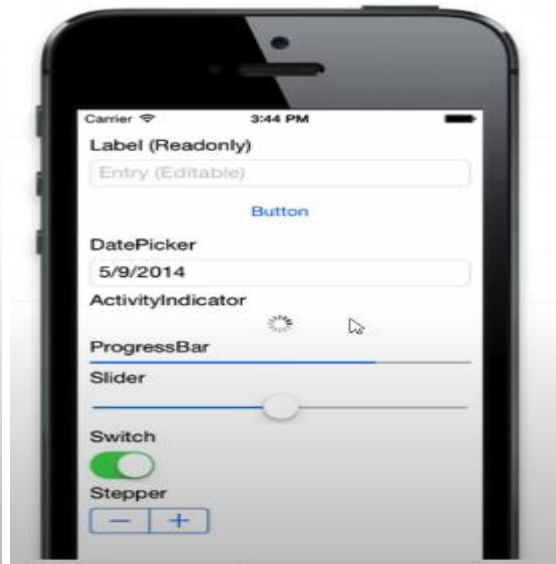 Carrier 3:44 PM
Label (Readonly)
Entry (Editable)
Button
DatePicker
5/9/2014
ActivityIndicator
ProgressBar
Slider
Switch
Stepper
− +